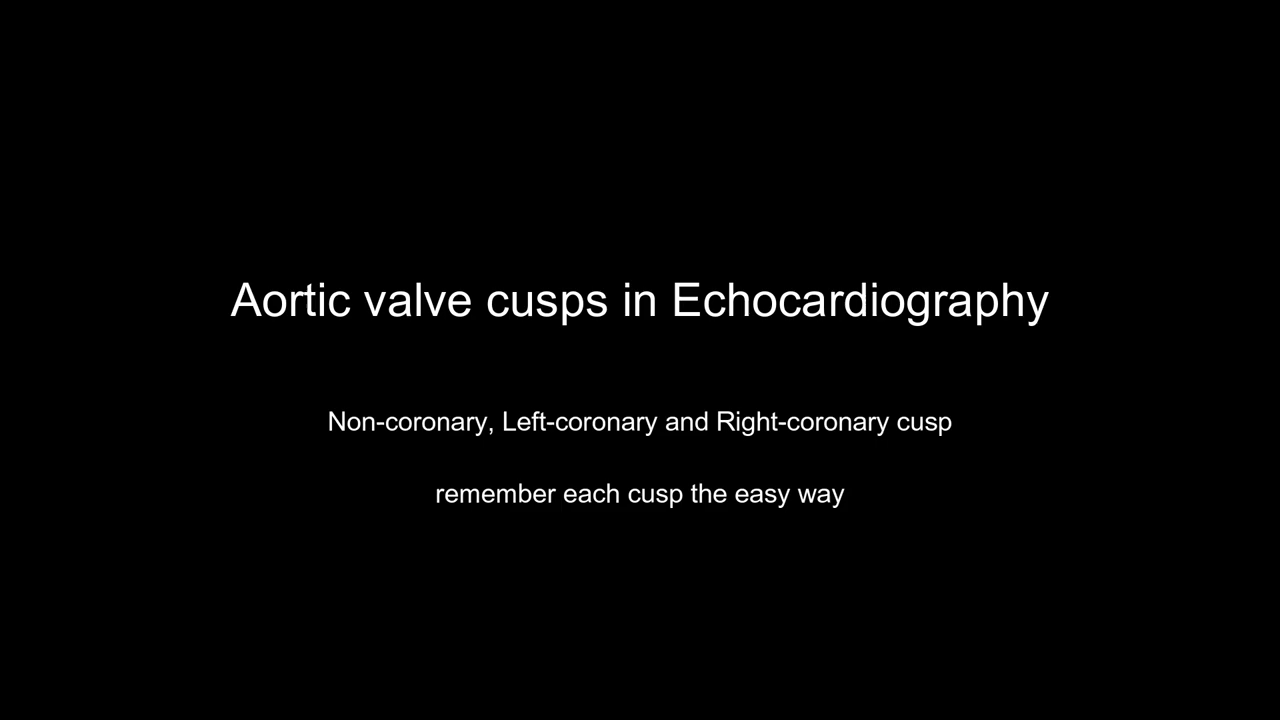 Aortic valve cusps in Echocardiography
Non-coronary, Left-coronary and Right-coronary cusp
remember each cusp the easy way